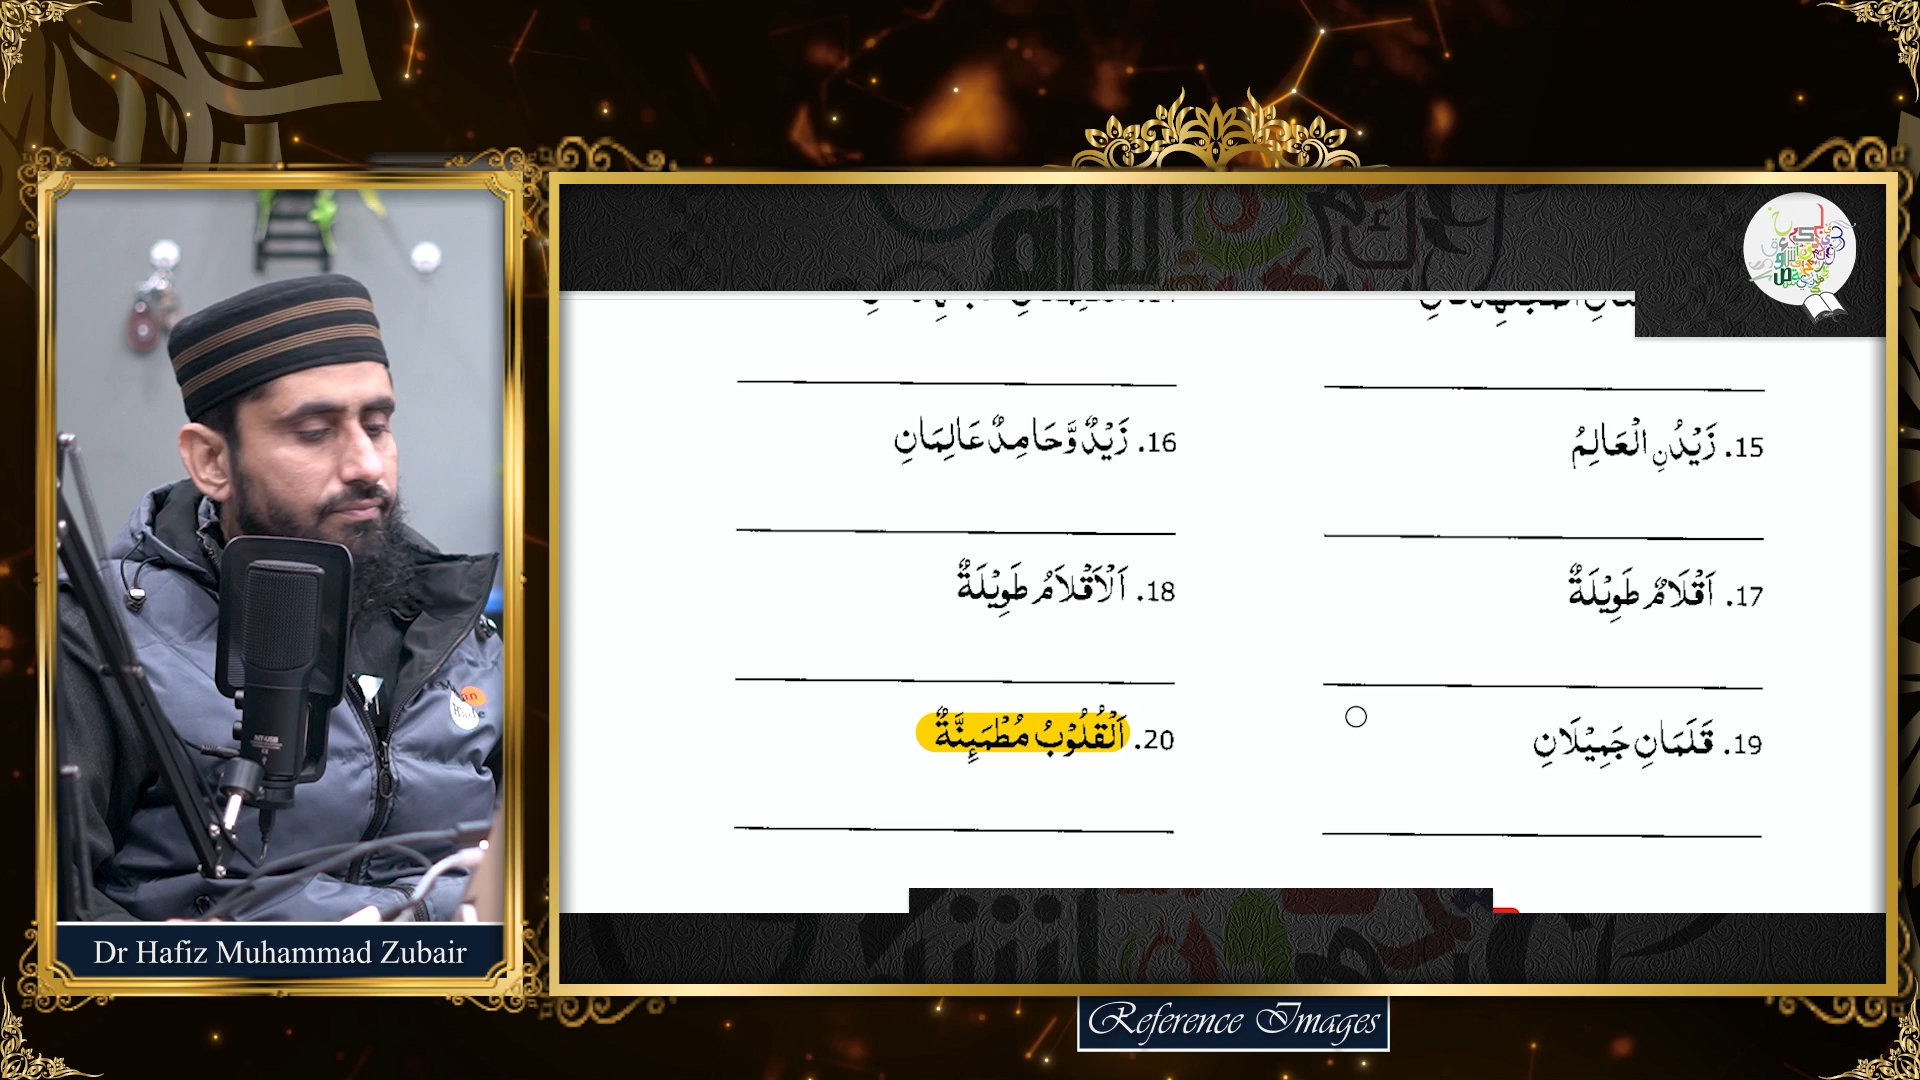 15. زَيْدُنِ الْعَالِمُ
16. زَيْدٌ وَّحَامِدٌ عَالِمَانِ
17. اَقْلَامٌ طَوِيْلَةٌ
18. اَلْاَقْلَامُ طَوِيْلَةٌ
19. قَلَمَانِ جَمِيْلَانِ
20. اَلْقُلُوْبُ مُطْمَئِنَّةٌ
Dr Hafiz Muhammad Zubair
Reference Images